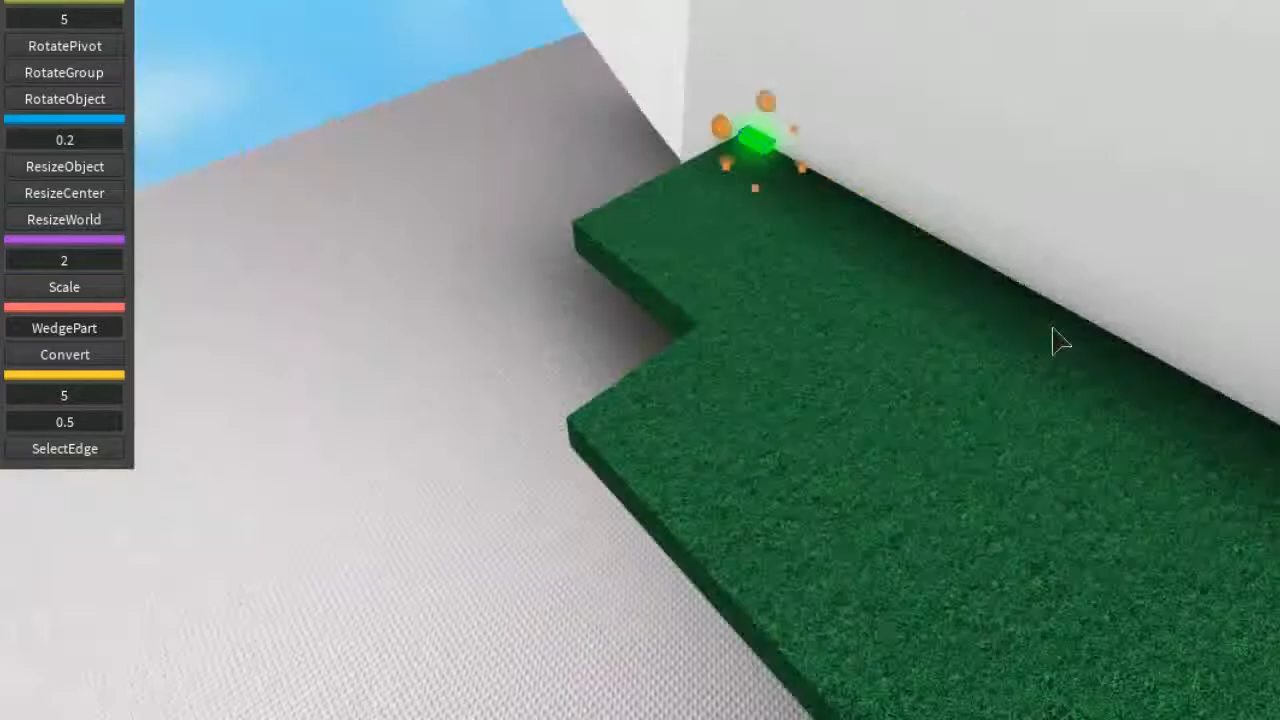 5
RotatePivot
RotateGroup
RotateObject
0.2
ResizeObject
ResizeCenter
ResizeWorld
2
Scale
WedgePart
Convert
5
0.5
SelectEdge